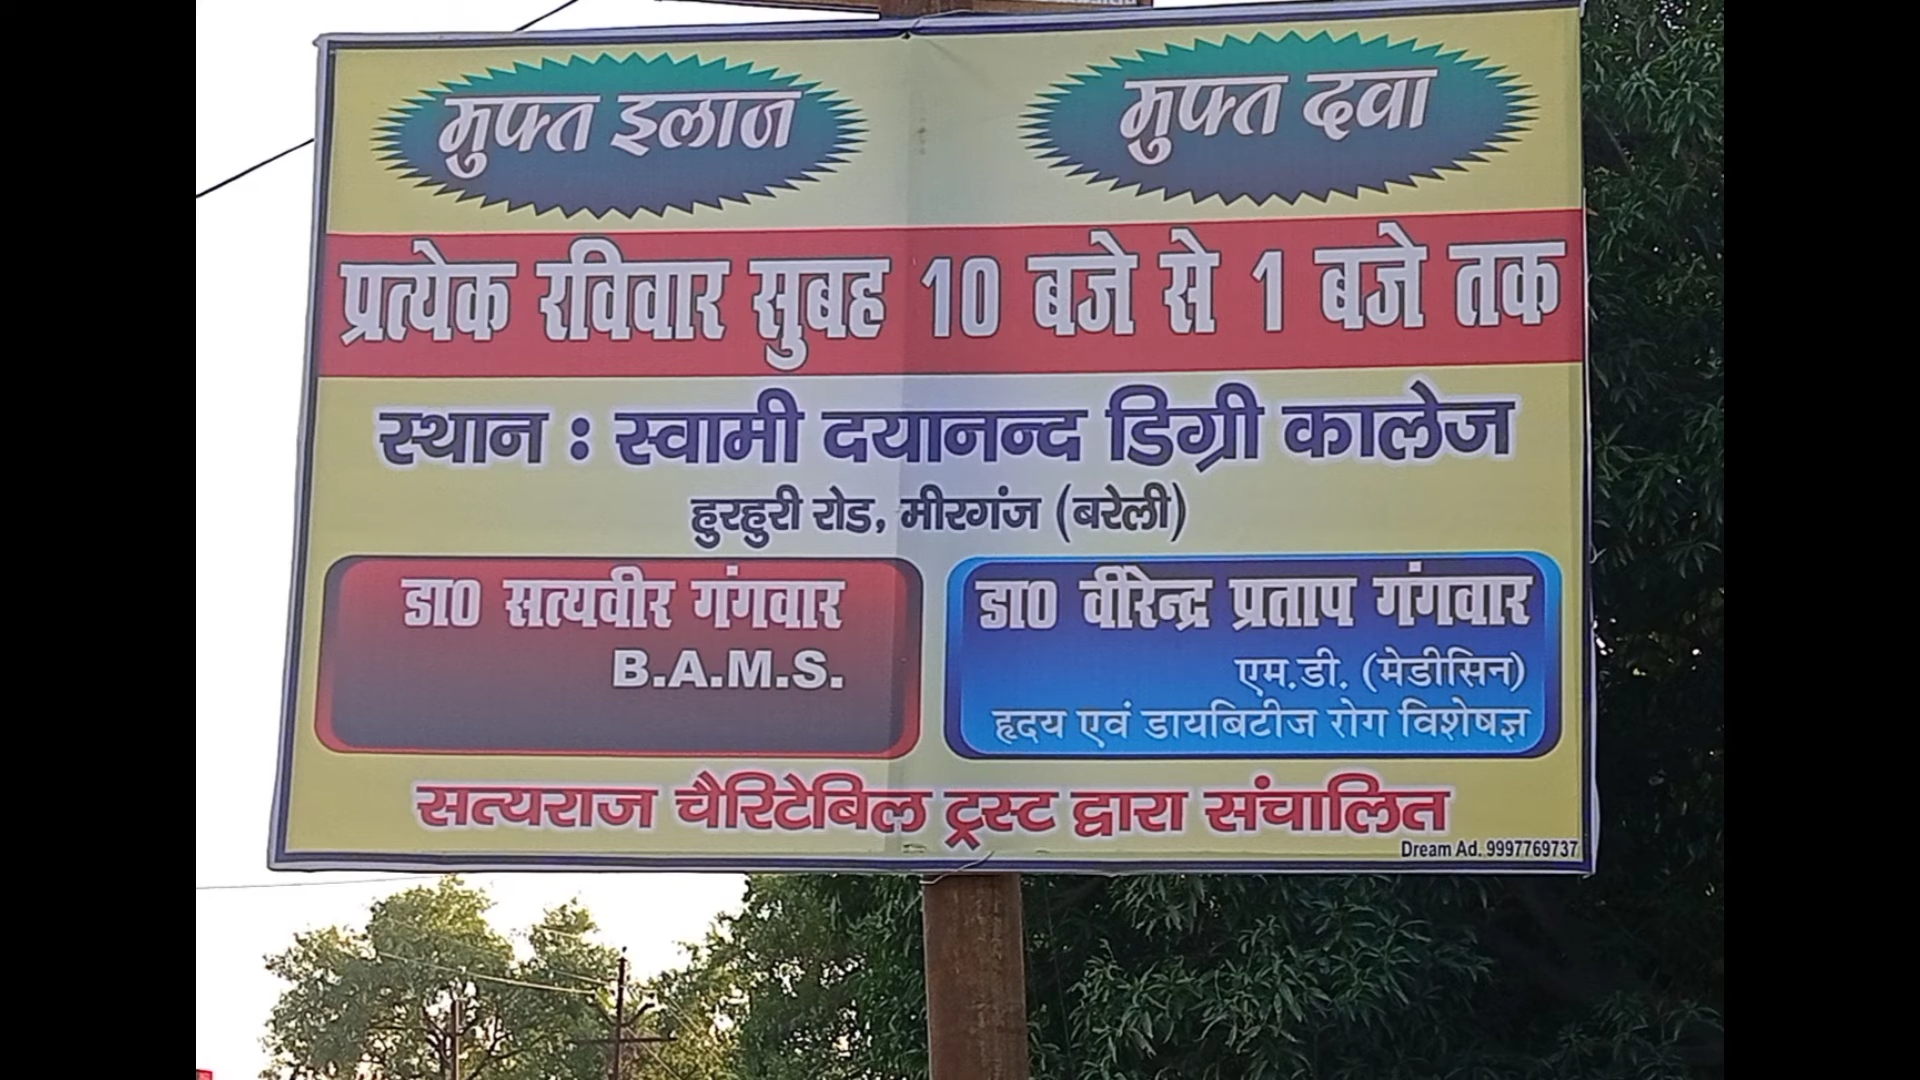 मुफ्त इलाज
मुफ्त दवा
प्रत्येक रविवार सुबह 10 बजे से 1 बजे तक
स्थान : स्वामी दयानन्द डिग्री कालेज
हुरहुरी रोड, मीरगंज (बरेली)
डा0 सत्यवीर गंगवार
B.A.M.S.
डा0 वीरेन्द्र प्रताप गंगवार
एम.डी. (मेडीसिन)
हृदय एवं डायबिटीज रोग विशेषज्ञ
सत्यराज चैरिटेबिल ट्रस्ट द्वारा संचालित
Dream Ad. 9997769737